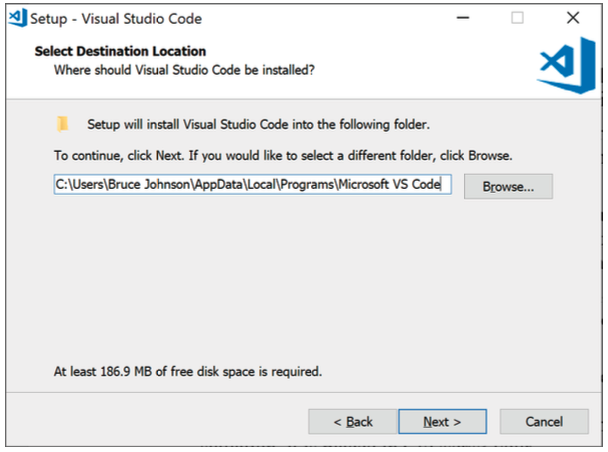 Setup - Visual Studio Code
Select Destination Location
Where should Visual Studio Code be installed?
Setup will install Visual Studio Code into the following folder.
To continue, click Next. If you would like to select a different folder, click Browse.
C:\Users\Bruce Johnson\AppData\Local\Programs\Microsoft VS Code
Browse...
At least 186.9 MB of free disk space is required.
< Back
Next >
Cancel